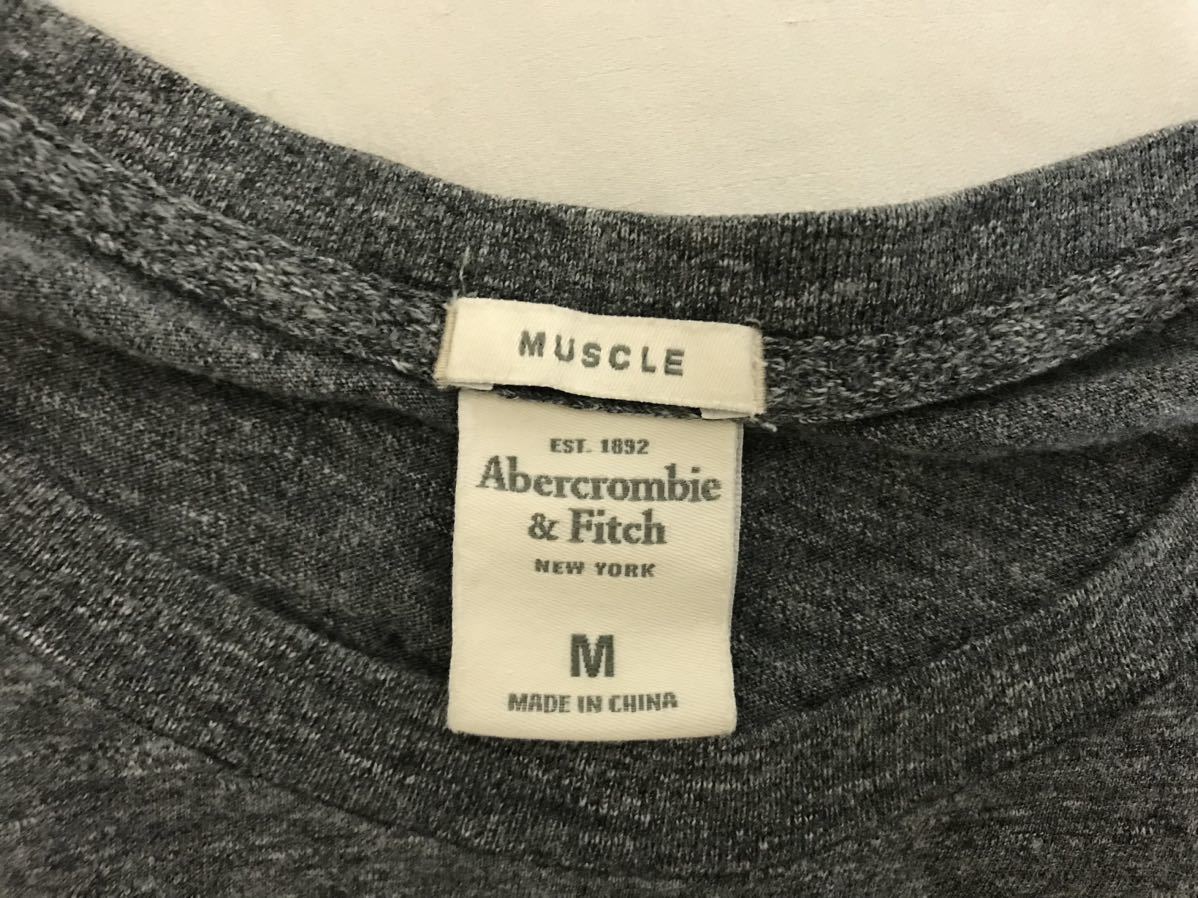 MUSCLE
EST. 1892
Abercrombie
& Fitch
NEW YORK
M
MADE IN CHINA